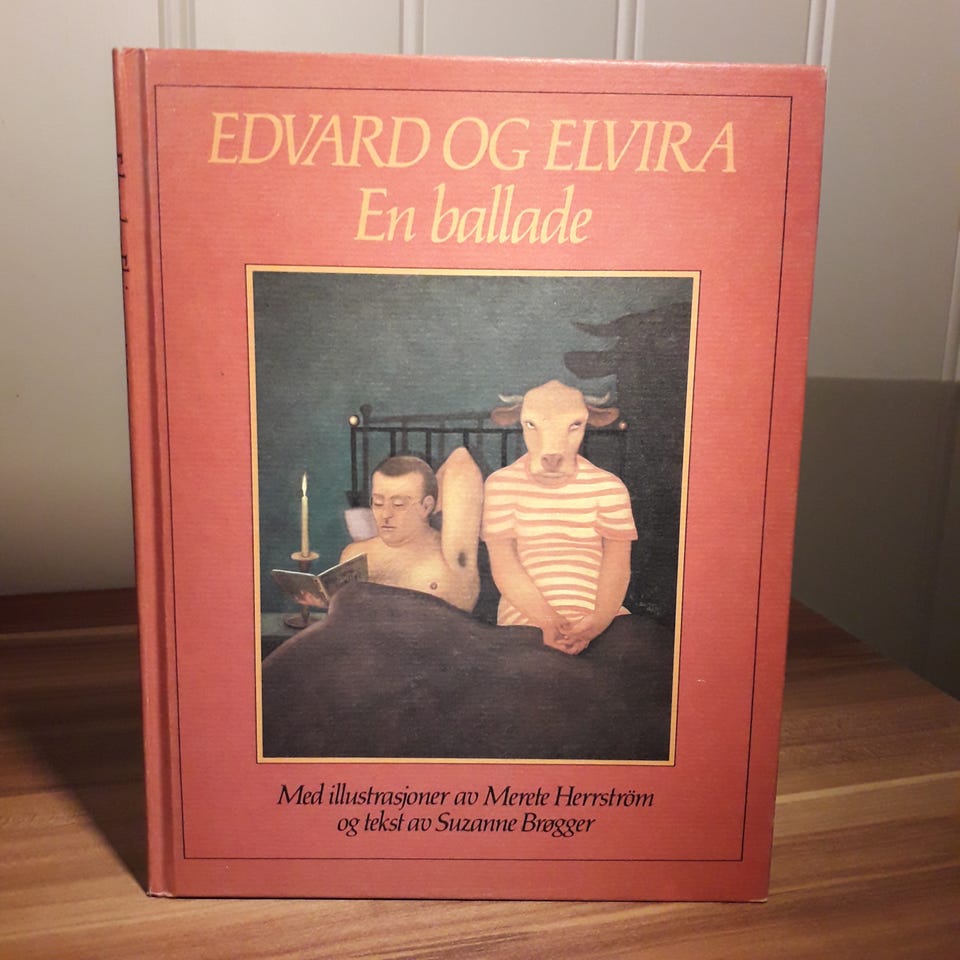 EDVARD OG ELVIRA
En ballade
Med illustrasjoner av Merete Herrström
og tekst av Suzanne Brøgger